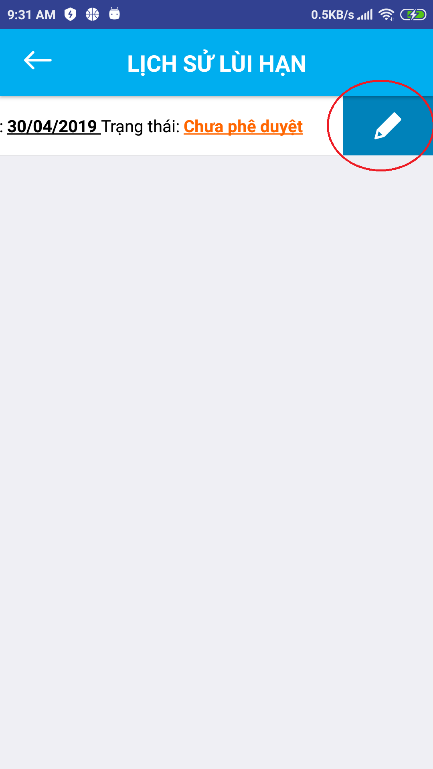 9:31 AM 0.5KB/s
LỊCH SỬ LÙI HẠN
: 30/04/2019 Trạng thái: Chưa phê duyệt